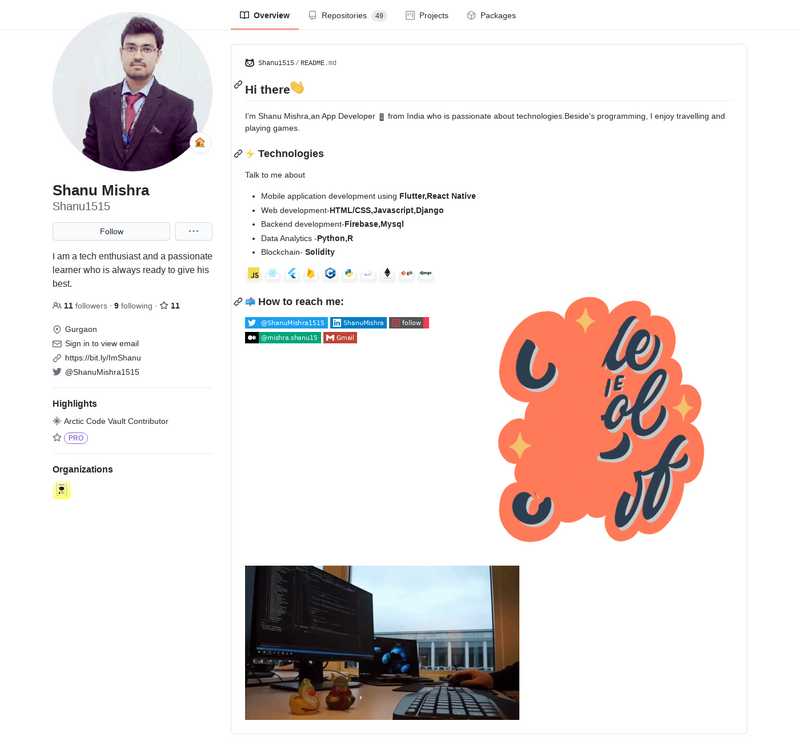 Overview
Repositories 49
Projects
Packages
Shanu Mishra
Shanu1515
Follow
I am a tech enthusiast and a passionate
learner who is always ready to give his
best.
11 followers · 9 following · 11
Gurgaon
Sign in to view email
https://bit.ly/ImShanu
@ShanuMishra1515
Highlights
Arctic Code Vault Contributor
PRO
Organizations
Shanu1515 / README.md
Hi there👋
I'm Shanu Mishra,an App Developer 📱 from India who is passionate about technologies.Beside's programming, I enjoy travelling and
playing games.
⚡ Technologies
Talk to me about
• Mobile application development using Flutter,React Native
• Web development-HTML/CSS,Javascript,Django
• Backend development-Firebase,Mysql
• Data Analytics -Python,R
• Blockchain- Solidity
JS
git
django
📫 How to reach me:
@ShanuMishra1515
ShanuMishra
follow
@mishra.shanu15
Gmail